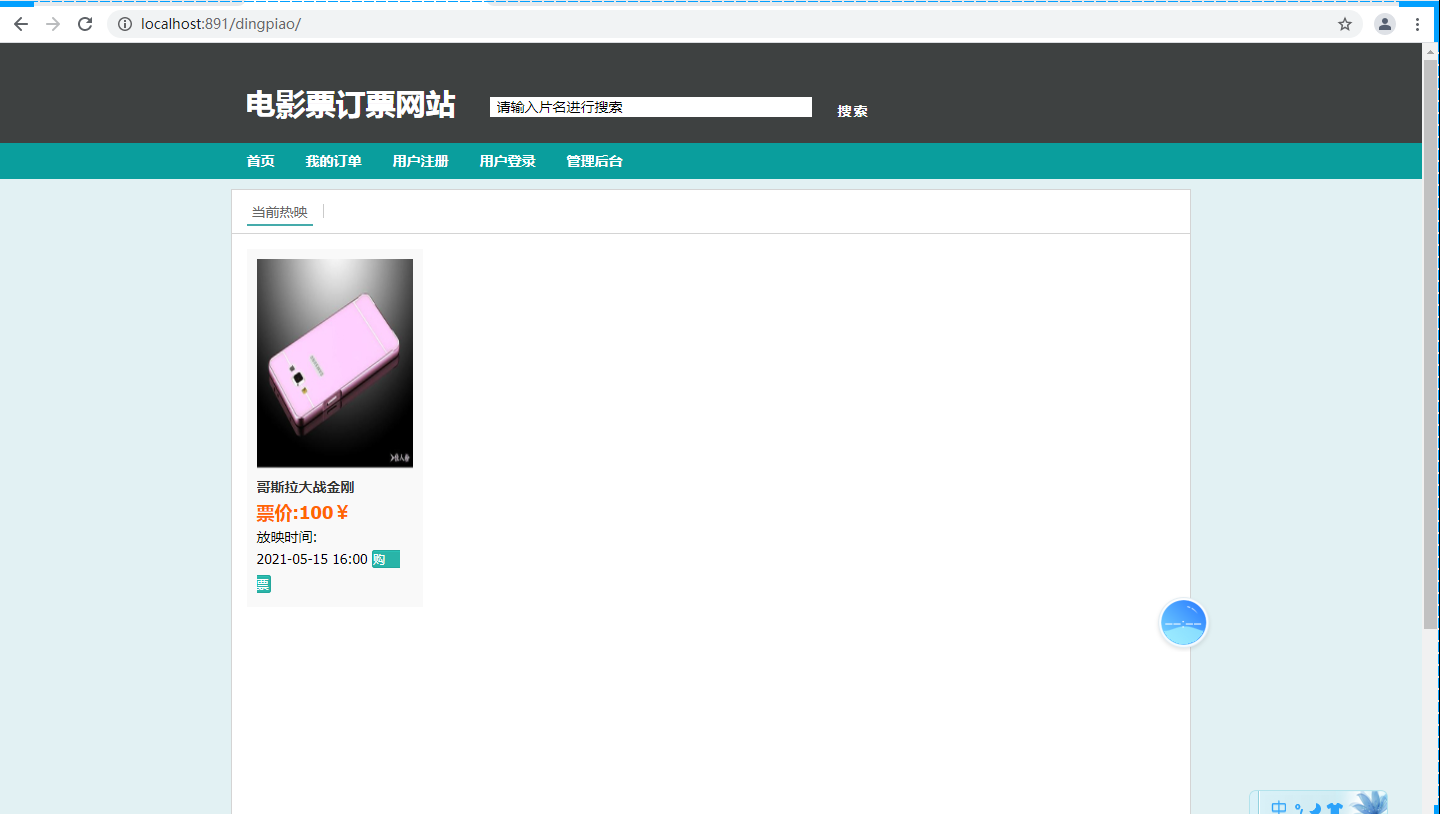 localhost:891/dingpiao/
电影票订票网站
请输入片名进行搜索
搜索
首页 我的订单 用户注册 用户登录 管理后台
当前热映
SAMSUNG
哥斯拉大战金刚
票价:100￥
放映时间：
2021-05-15 16:00 购
票
--:--
中